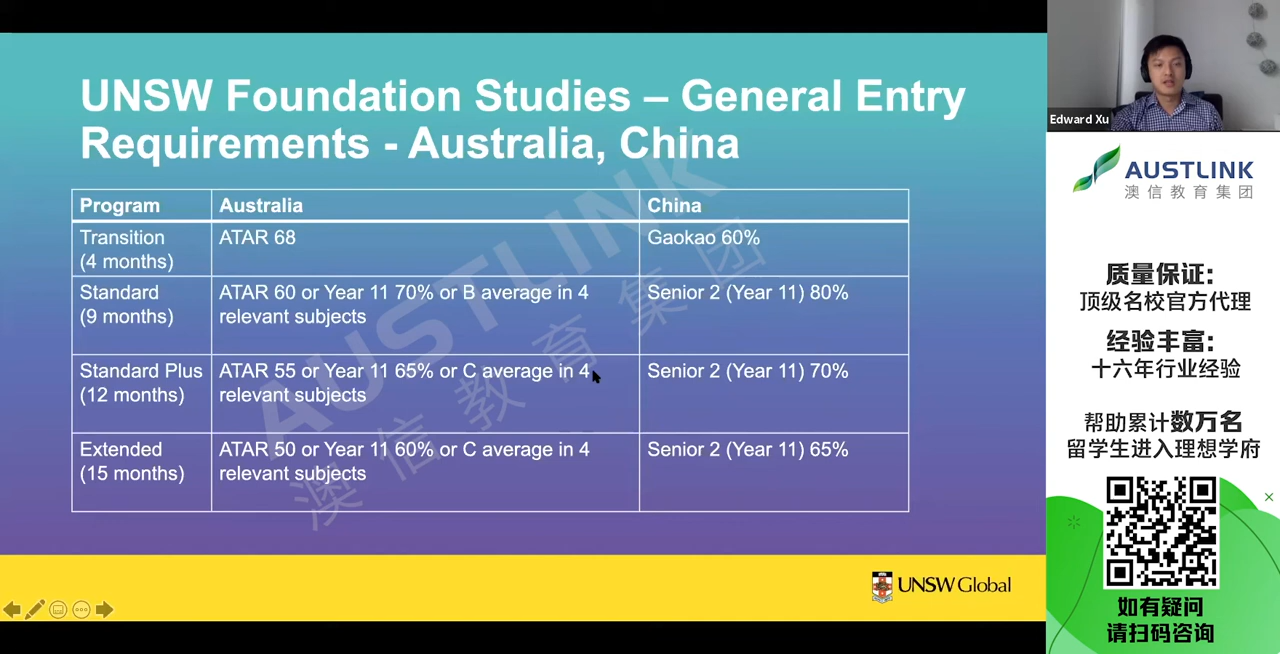 UNSW Foundation Studies – General Entry
Requirements - Australia, China
Program
Australia
China
Transition
(4 months)
ATAR 68
Gaokao 60%
Standard
(9 months)
ATAR 60 or Year 11 70% or B average in 4
relevant subjects
Senior 2 (Year 11) 80%
Standard Plus
(12 months)
ATAR 55 or Year 11 65% or C average in 4
relevant subjects
Senior 2 (Year 11) 70%
Extended
(15 months)
ATAR 50 or Year 11 60% or C average in 4
relevant subjects
Senior 2 (Year 11) 65%
AUSTLINK
澳信教育集团
UNSW Global
Edward Xu
AUSTLINK
澳信教育集团
质量保证:
顶级名校官方代理
经验丰富:
十六年行业经验
帮助累计数万名
留学生进入理想学府
如有疑问
请扫码咨询